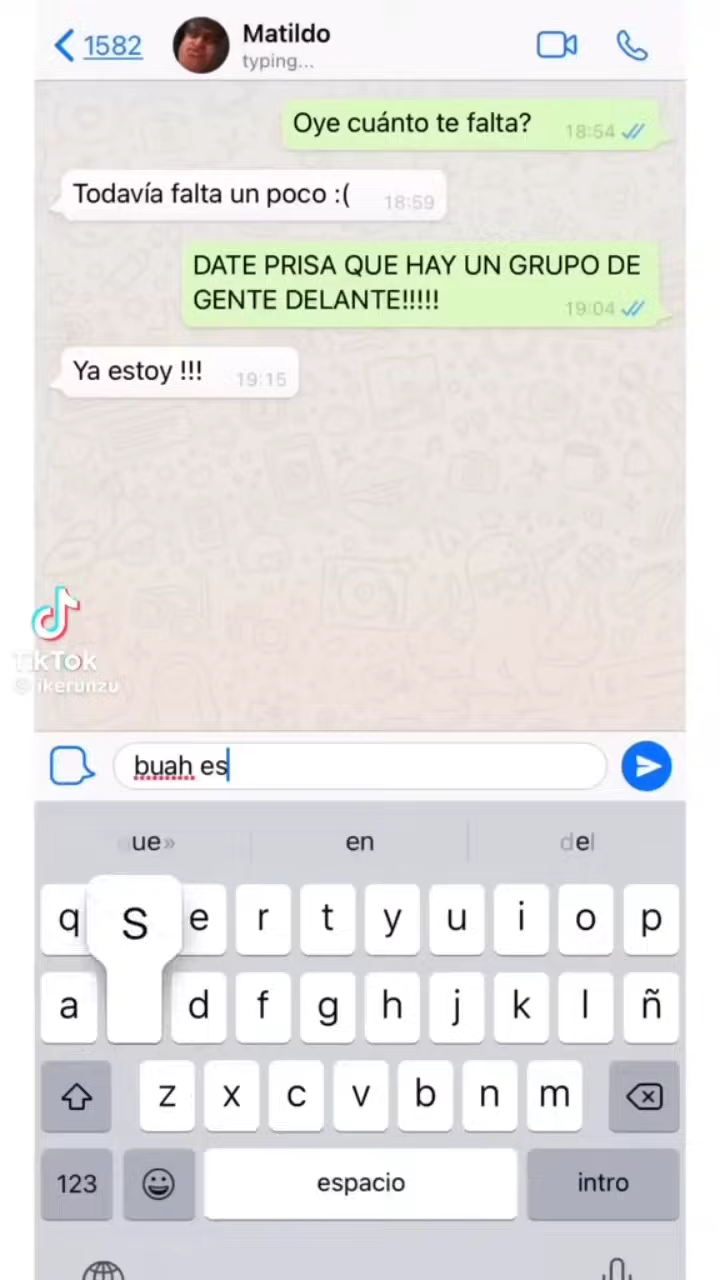 1582
Matildo
typing...
Oye cuánto te falta?
18:54
Todavía falta un poco :(
18:59
DATE PRISA QUE HAY UN GRUPO DE
GENTE DELANTE!!!!!
19:04
Ya estoy !!!
19:15
TikTok
@ikerunzu
buah es
ue»
en
del
q s e r t y u i o p
a d f g h j k l ñ
z x c v b n m
123
espacio
intro